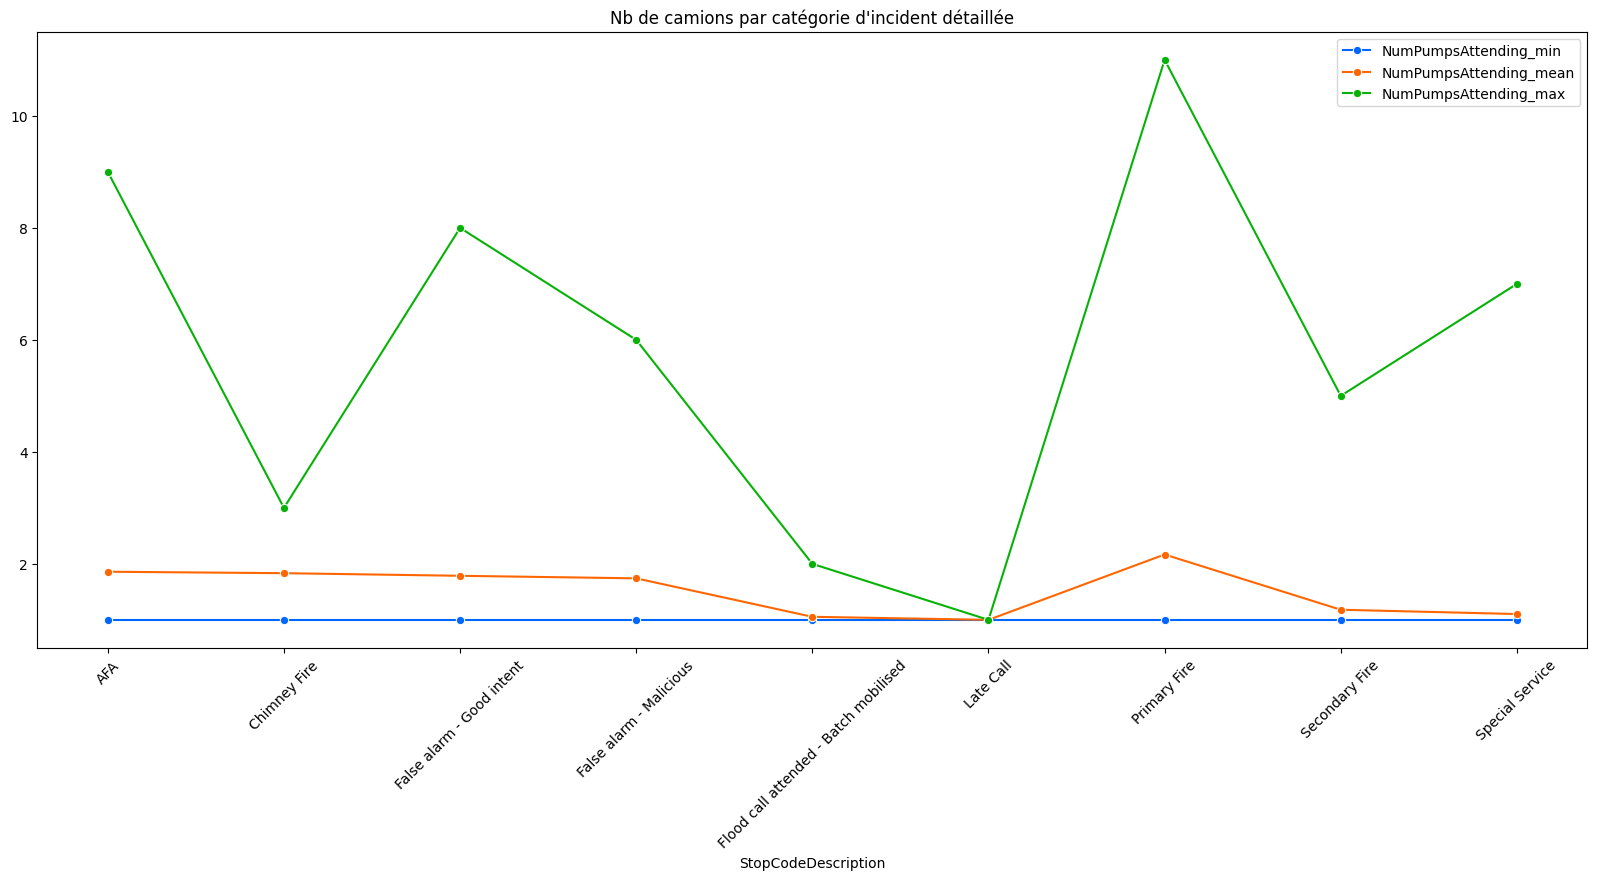 Nb de camions par catégorie d'incident détaillée
NumPumpsAttending_min
NumPumpsAttending_mean
NumPumpsAttending_max
10
8
6
4
2
AFA
Chimney Fire
False alarm - Good intent
False alarm - Malicious
Flood call attended - Batch mobilised
Late Call
Primary Fire
Secondary Fire
Special Service
StopCodeDescription